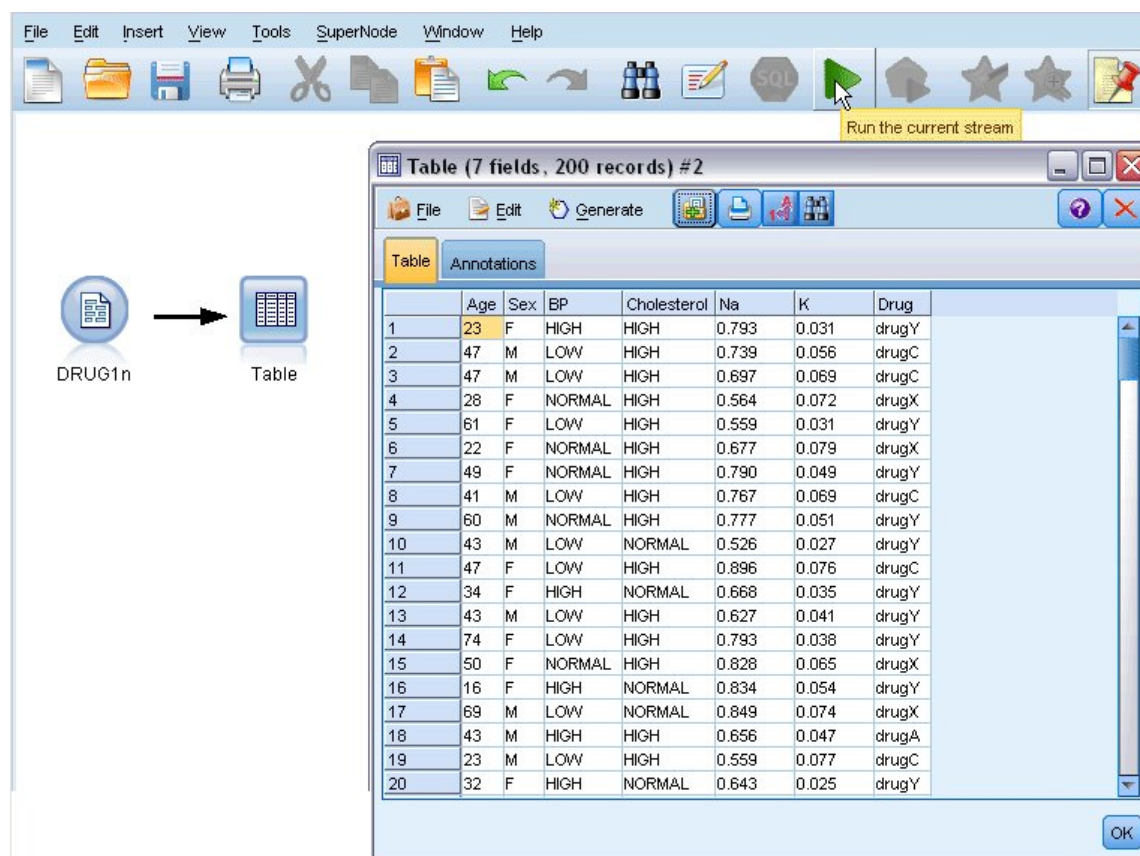 File Edit Insert View Tools SuperNode Window Help
SQL
Run the current stream
Table (7 fields, 200 records) #2
File Edit Generate
Table Annotations
Age Sex BP Cholesterol Na K Drug
1 23 F HIGH HIGH 0.793 0.031 drugY
2 47 M LOW HIGH 0.739 0.056 drugC
3 47 M LOW HIGH 0.697 0.069 drugC
4 28 F NORMAL HIGH 0.564 0.072 drugX
5 61 F LOW HIGH 0.559 0.031 drugY
6 22 F NORMAL HIGH 0.677 0.079 drugX
7 49 F NORMAL HIGH 0.790 0.049 drugY
8 41 M LOW HIGH 0.767 0.069 drugC
9 60 M NORMAL HIGH 0.777 0.051 drugY
10 43 M LOW NORMAL 0.526 0.027 drugY
11 47 F LOW HIGH 0.896 0.076 drugC
12 34 F HIGH NORMAL 0.668 0.035 drugY
13 43 M LOW HIGH 0.627 0.041 drugY
14 74 F LOW HIGH 0.793 0.038 drugY
15 50 F NORMAL HIGH 0.828 0.065 drugX
16 16 F HIGH NORMAL 0.834 0.054 drugY
17 69 M LOW NORMAL 0.849 0.074 drugX
18 43 M HIGH HIGH 0.656 0.047 drugA
19 23 M LOW HIGH 0.559 0.077 drugC
20 32 F HIGH NORMAL 0.643 0.025 drugY
DRUG1n Table
OK